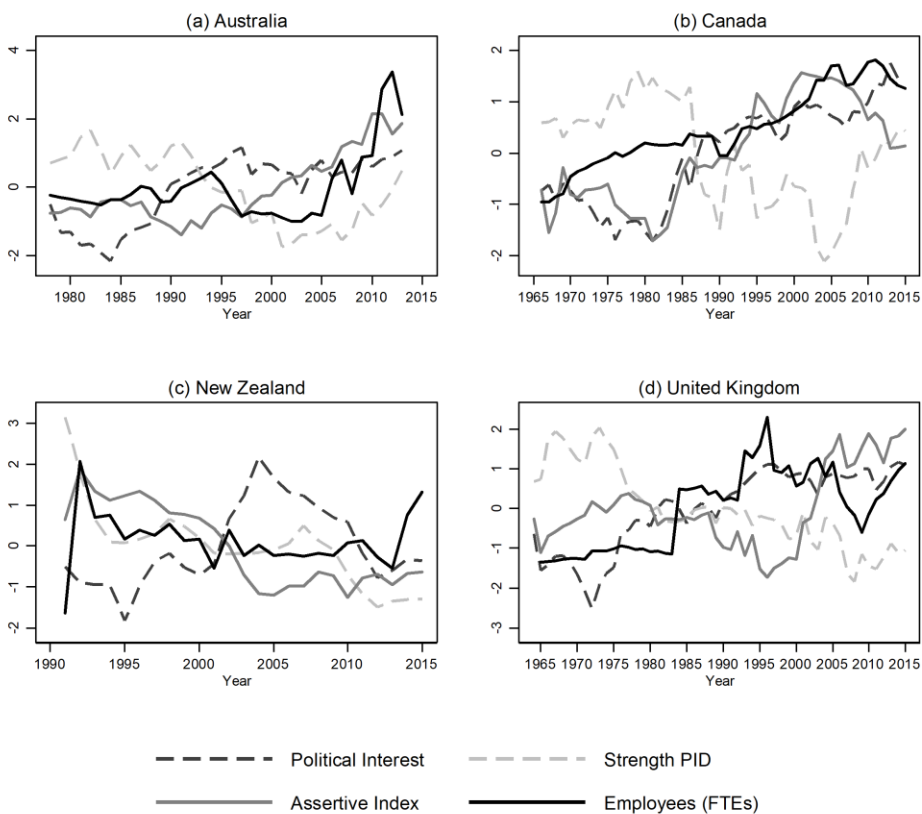 (a) Australia
4
2
0
-2
1980 1985 1990 1995 2000 2005 2010 2015
Year
(b) Canada
2
1
0
-1
-2
1965 1970 1975 1980 1985 1990 1995 2000 2005 2010 2015
Year
(c) New Zealand
3
2
1
0
-1
-2
1990 1995 2000 2005 2010 2015
Year
(d) United Kingdom
2
1
0
-1
-2
-3
1965 1970 1975 1980 1985 1990 1995 2000 2005 2010 2015
Year
Political Interest Strength PID
Assertive Index Employees (FTEs)